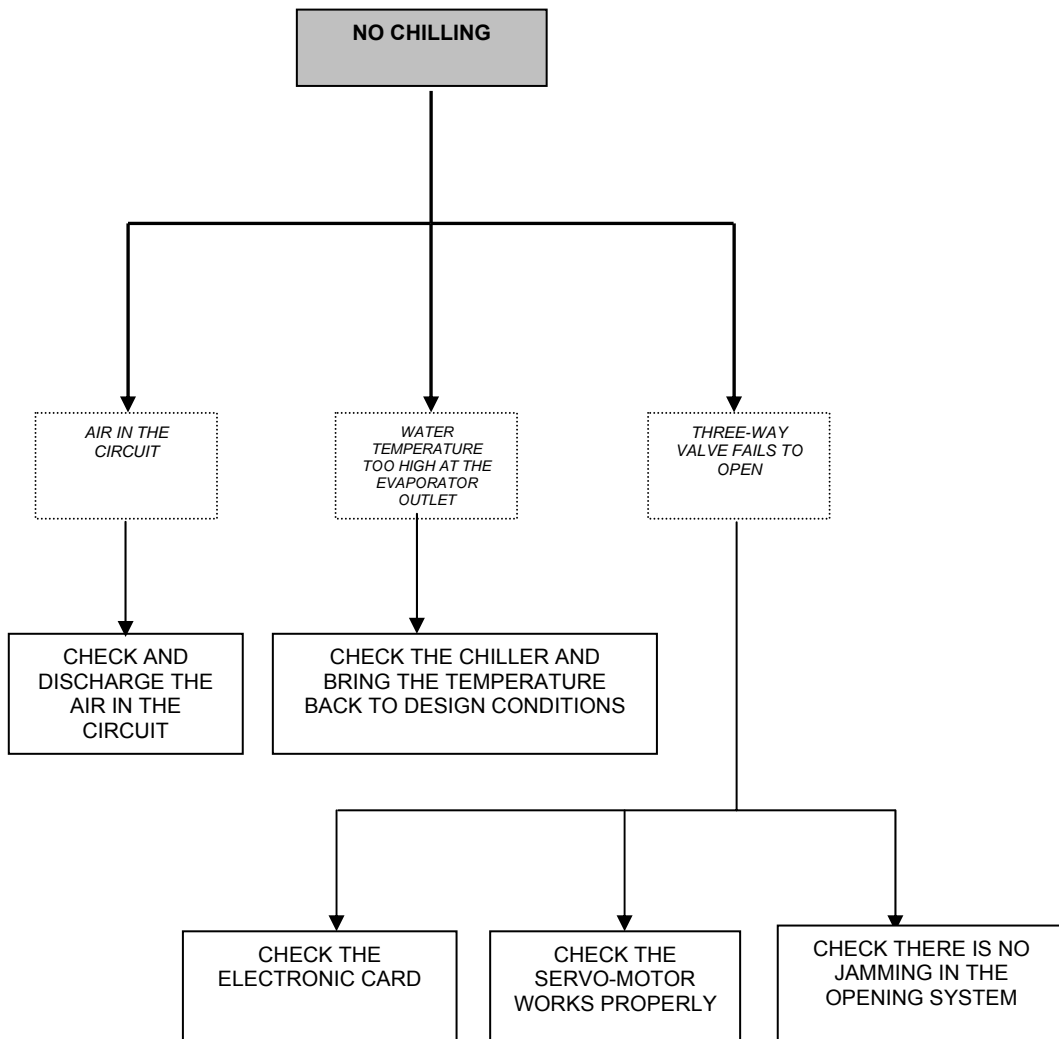 NO CHILLING
AIR IN THE
CIRCUIT
WATER
TEMPERATURE
TOO HIGH AT THE
EVAPORATOR
OUTLET
THREE-WAY
VALVE FAILS TO
OPEN
CHECK AND
DISCHARGE THE
AIR IN THE
CIRCUIT
CHECK THE CHILLER AND
BRING THE TEMPERATURE
BACK TO DESIGN CONDITIONS
CHECK THE
ELECTRONIC CARD
CHECK THE
SERVO-MOTOR
WORKS PROPERLY
CHECK THERE IS NO
JAMMING IN THE
OPENING SYSTEM